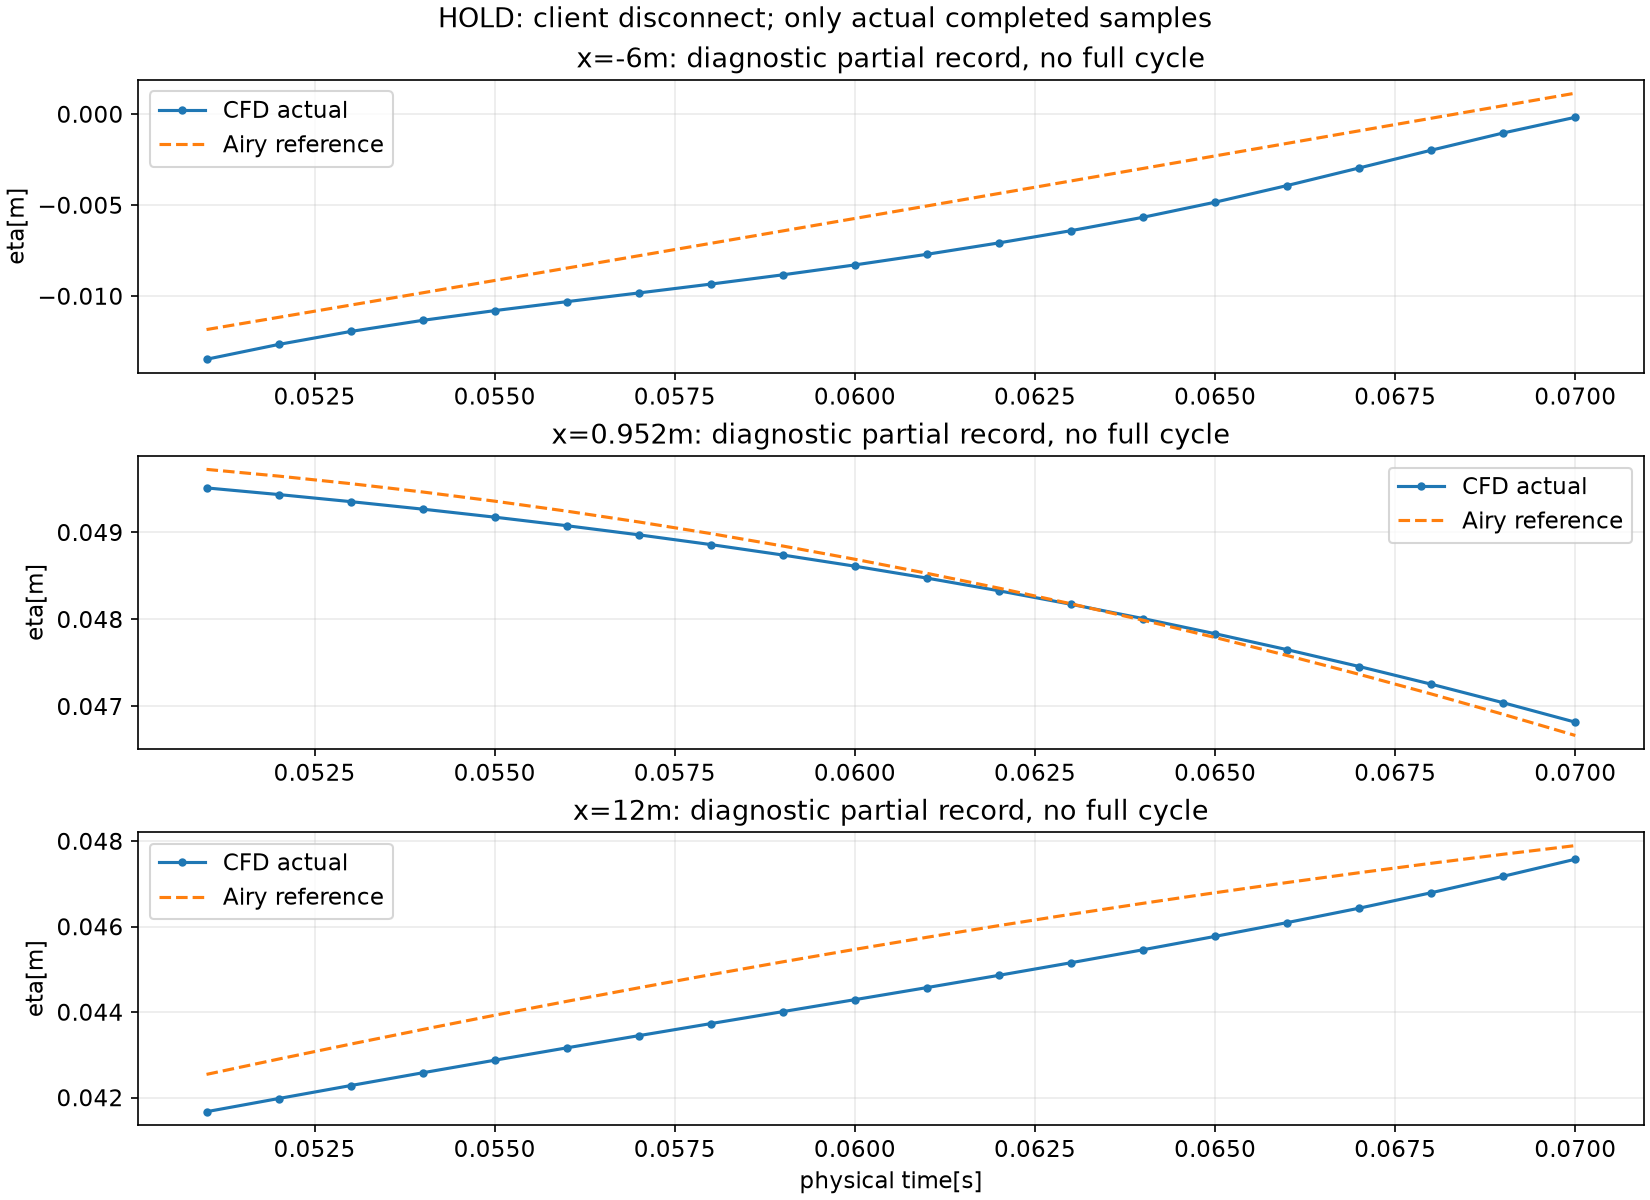 HOLD: client disconnect; only actual completed samples
x=-6m: diagnostic partial record, no full cycle
CFD actual
Airy reference
0.000
−0.005
−0.010
eta[m]
0.0525 0.0550 0.0575 0.0600 0.0625 0.0650 0.0675 0.0700
x=0.952m: diagnostic partial record, no full cycle
CFD actual
Airy reference
0.049
0.048
0.047
eta[m]
0.0525 0.0550 0.0575 0.0600 0.0625 0.0650 0.0675 0.0700
x=12m: diagnostic partial record, no full cycle
CFD actual
Airy reference
0.048
0.046
0.044
0.042
eta[m]
0.0525 0.0550 0.0575 0.0600 0.0625 0.0650 0.0675 0.0700
physical time[s]